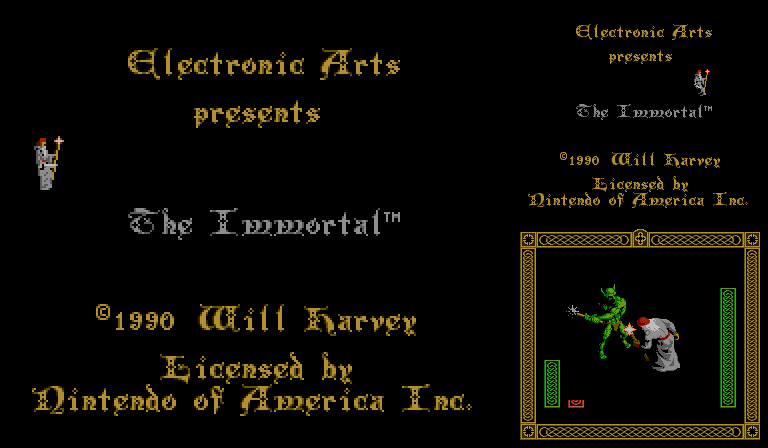 Electronic Arts
presents
The Immortal™
©1990 Will Harvey
Licensed by
Nintendo of America Inc.
Electronic Arts
presents
The Immortal™
©1990 Will Harvey
Licensed by
Nintendo of America Inc.